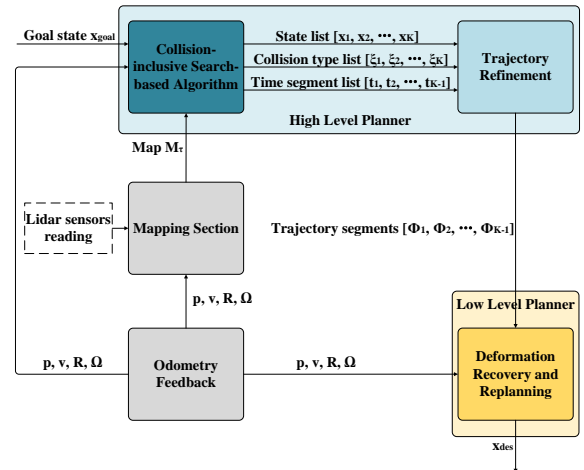 Goal state xgoal
Collision-
inclusive Search-
based Algorithm
State list [x1, x2, •••, xK]
Collision type list [ξ1, ξ2, •••, ξK]
Time segment list [t1, t2, •••, tK-1]
Trajectory
Refinement
High Level Planner
Map Mτ
Lidar sensors
reading
Mapping Section
Trajectory segments [Φ1, Φ2, •••, ΦK-1]
p, v, R, Ω
Low Level Planner
p, v, R, Ω
Odometry
Feedback
p, v, R, Ω
Deformation
Recovery and
Replanning
xdes